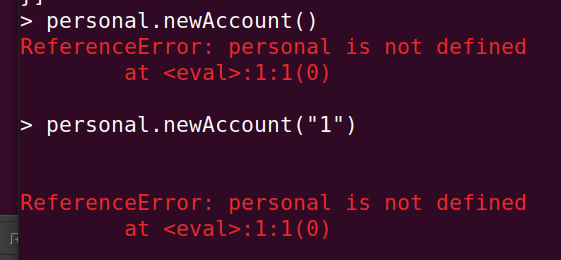 > personal.newAccount()
ReferenceError: personal is not defined
at <eval>:1:1(0)
> personal.newAccount("1")
ReferenceError: personal is not defined
at <eval>:1:1(0)